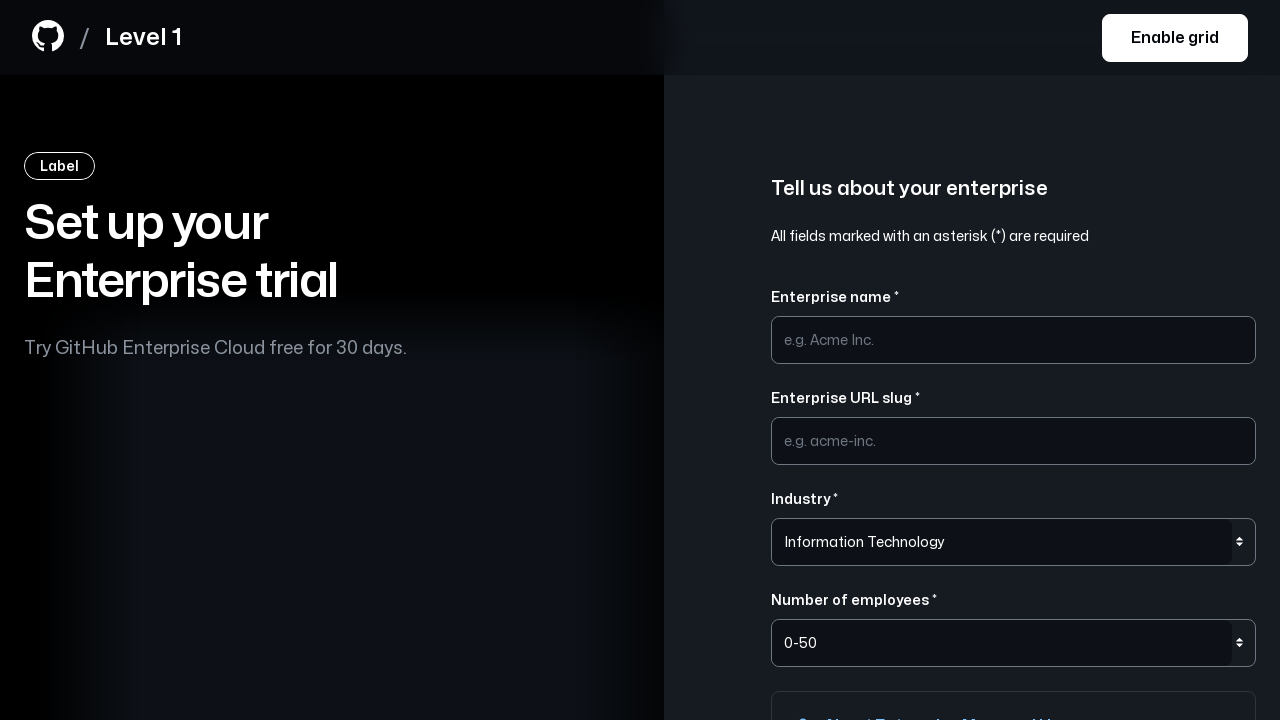 / Level 1
Enable grid
Label
Set up your
Enterprise trial
Try GitHub Enterprise Cloud free for 30 days.
Tell us about your enterprise
All fields marked with an asterisk (*) are required
Enterprise name *
e.g. Acme Inc.
Enterprise URL slug *
e.g. acme-inc.
Industry *
Information Technology
Number of employees *
0-50